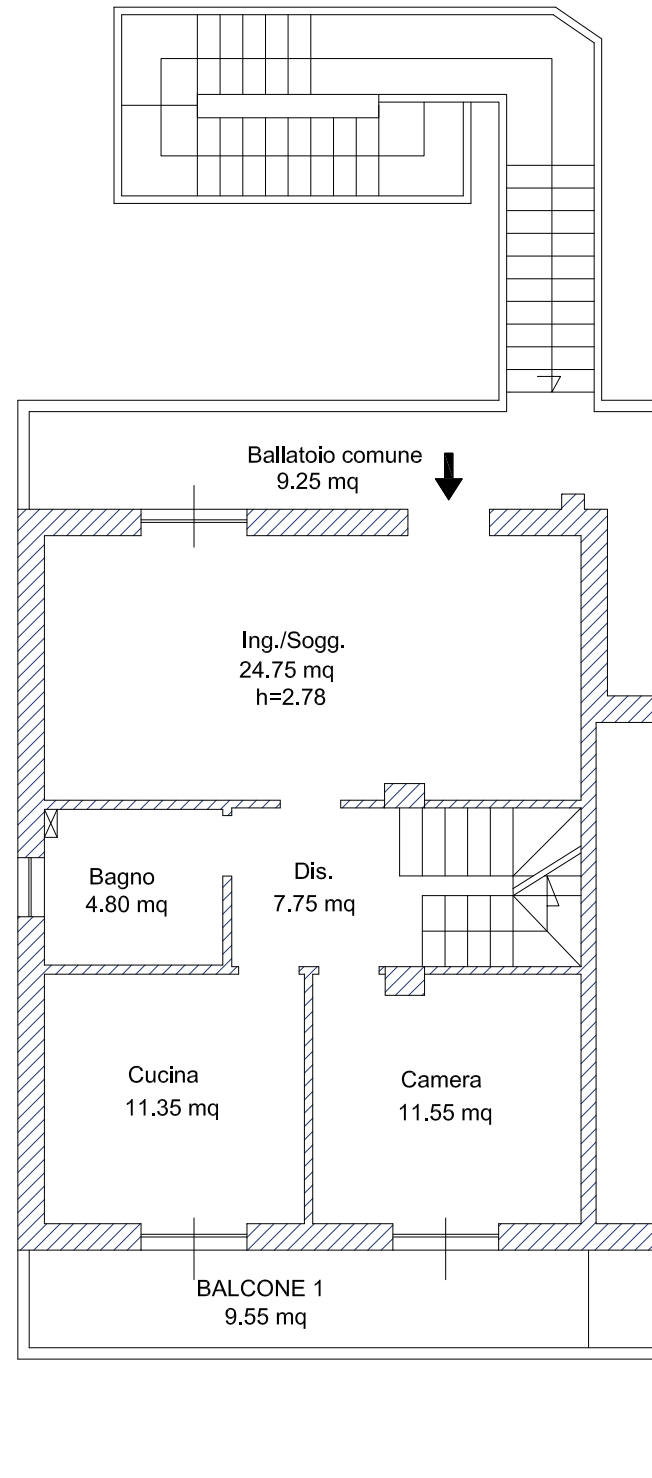 Ballatoio comune
9.25 mq
Ing./Sogg.
24.75 mq
h=2.78
Bagno
4.80 mq
Dis.
7.75 mq
Cucina
11.35 mq
Camera
11.55 mq
BALCONE 1
9.55 mq